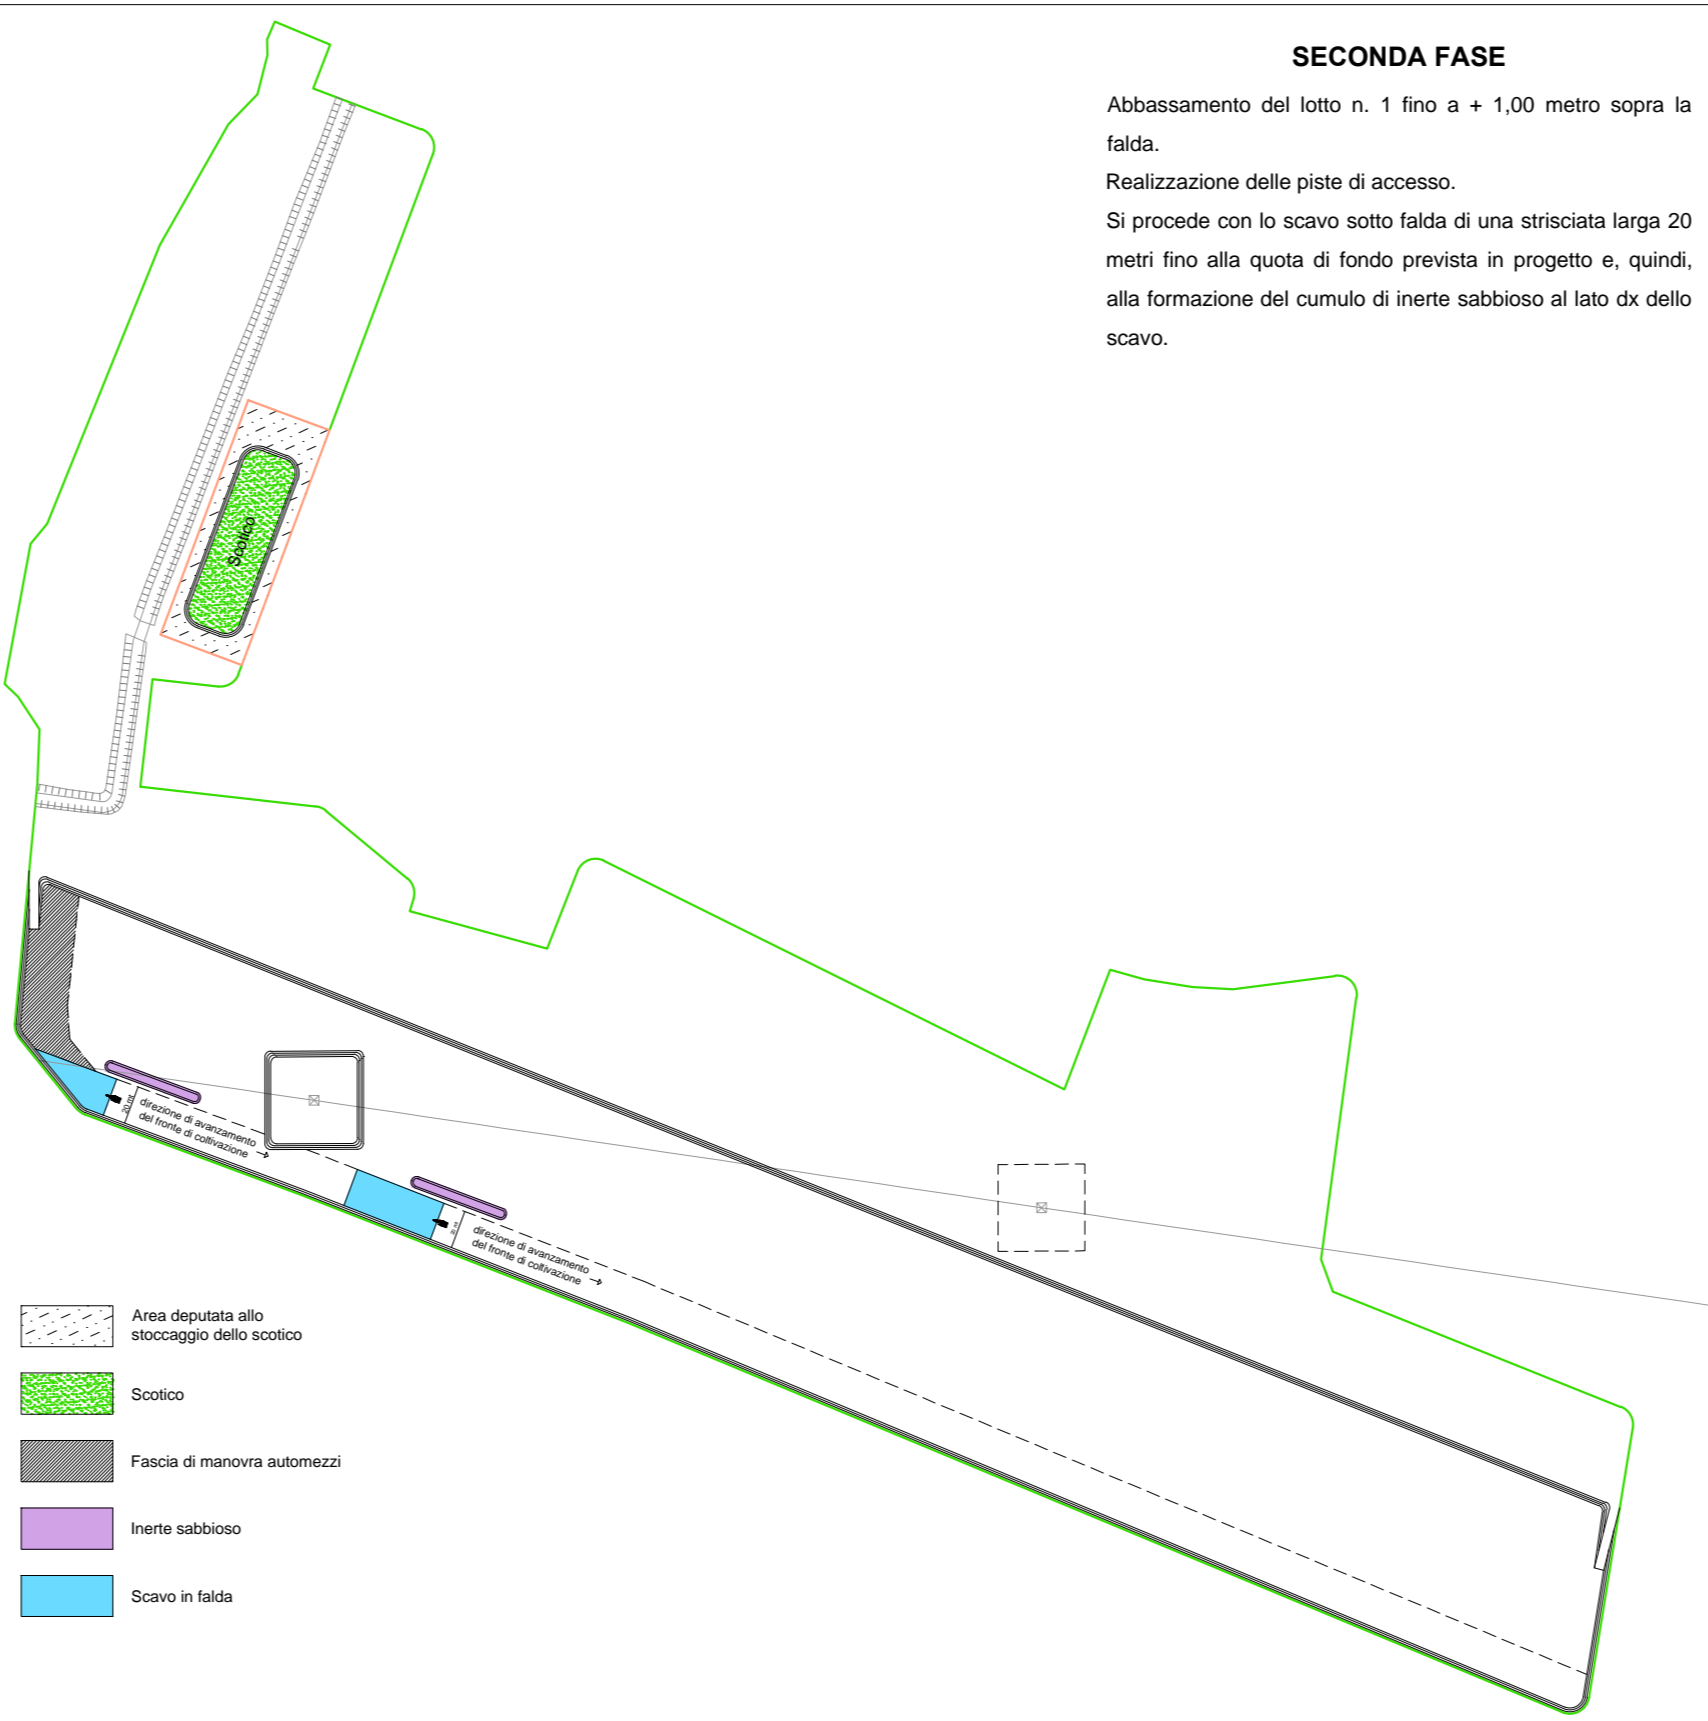 SECONDA FASE
Abbassamento del lotto n. 1 fino a + 1,00 metro sopra la
falda.
Realizzazione delle piste di accesso.
Si procede con lo scavo sotto falda di una strisciata larga 20
metri fino alla quota di fondo prevista in progetto e, quindi,
alla formazione del cumulo di inerte sabbioso al lato dx dello
scavo.
Scotico
20 mt
direzione di avanzamento
del fronte di coltivazione
20 mt
direzione di avanzamento
del fronte di coltivazione
Area deputata allo
stoccaggio dello scotico
Scotico
Fascia di manovra automezzi
Inerte sabbioso
Scavo in falda